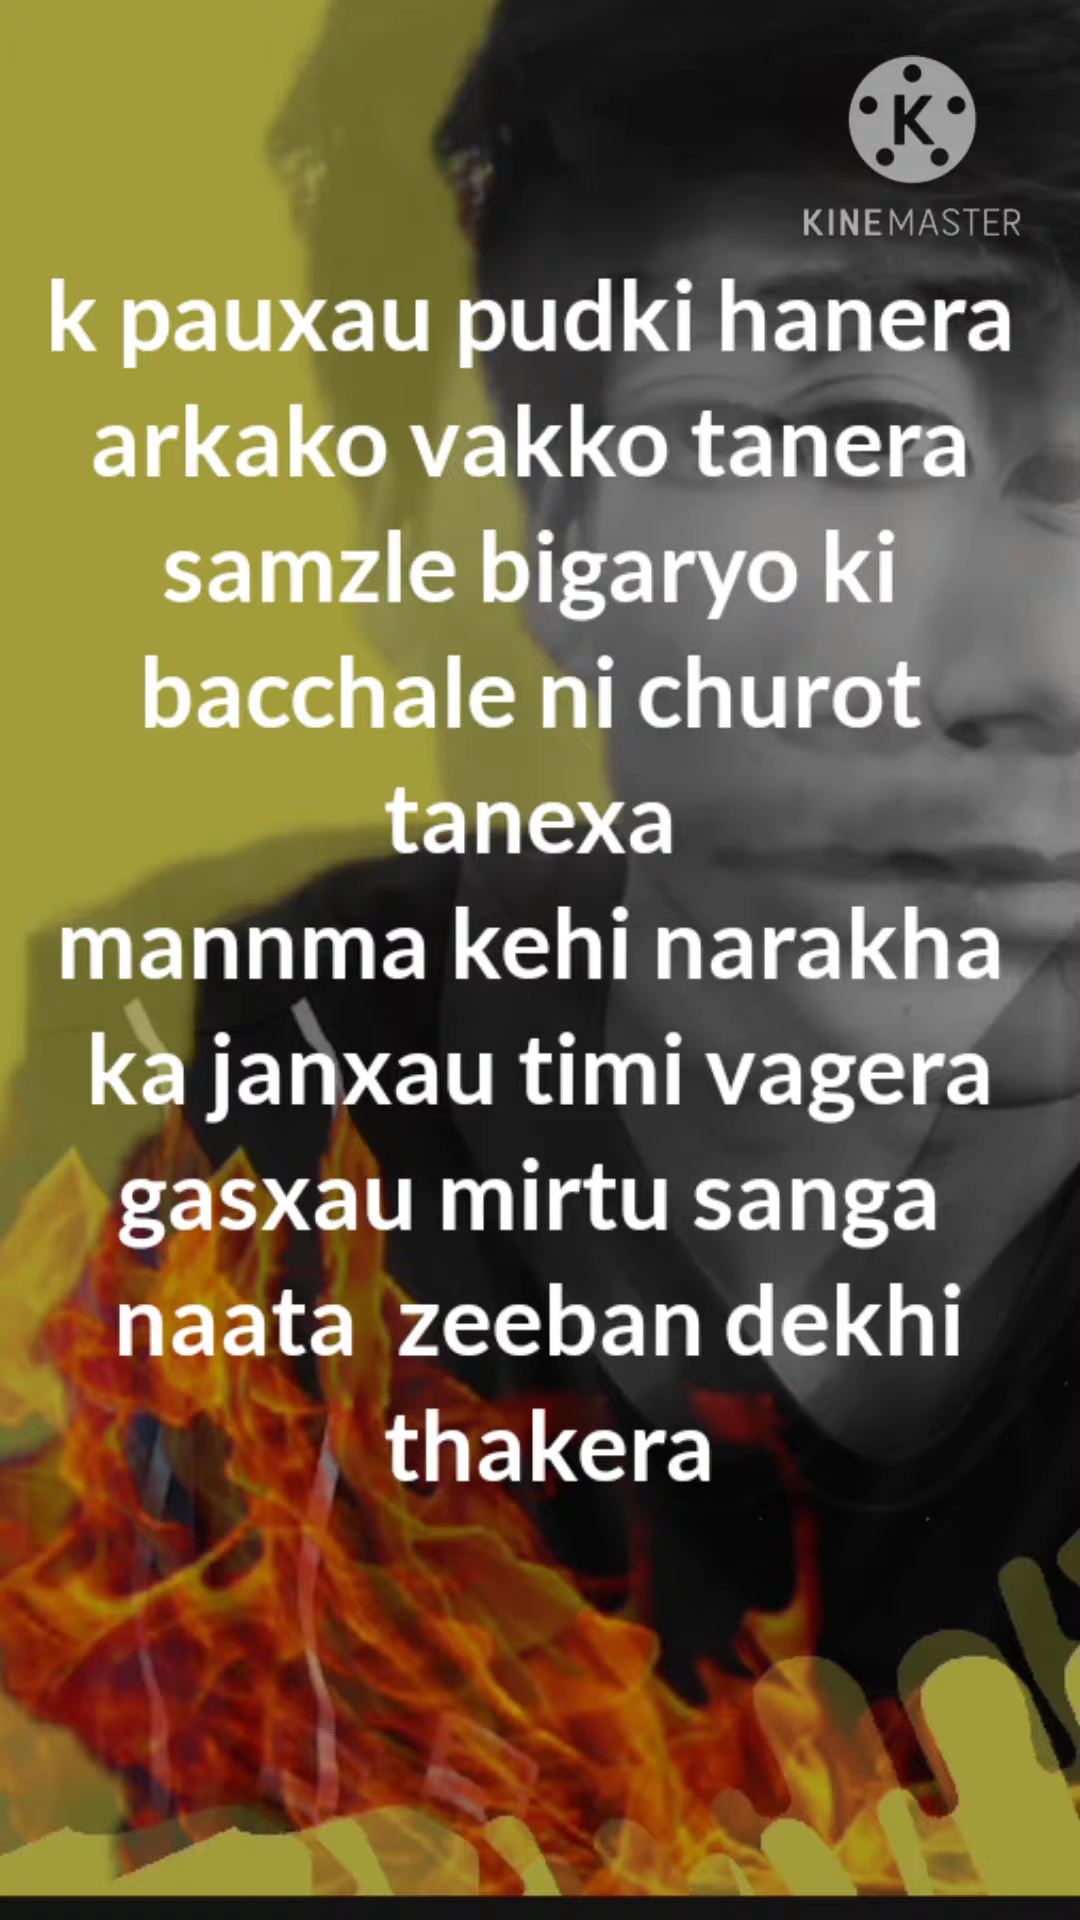 K
KINEMASTER
k pauxau pudki hanera
arkako vakko tanera
samzle bigaryo ki
bacchale ni churot
tanexa
mannma kehi narakha
ka janxau timi vagera
gasxau mirtu sanga
naata  zeeban dekhi
thakera